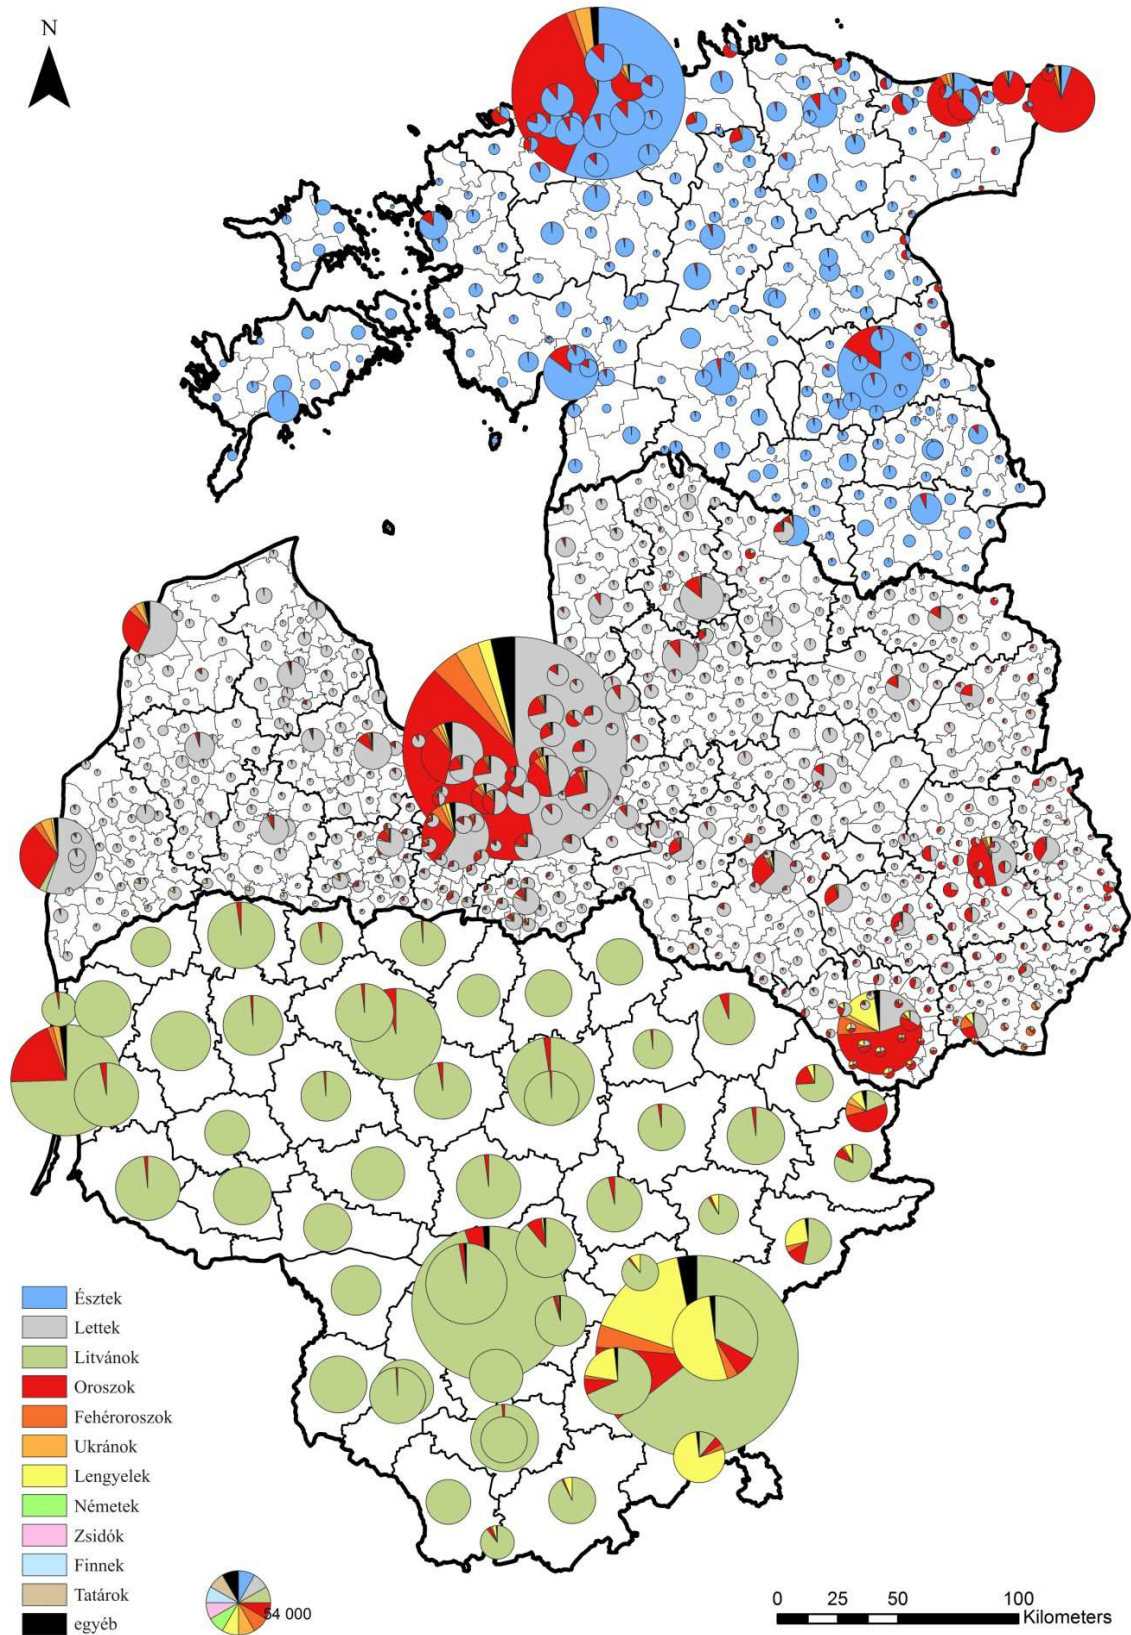 N
Észtek
Lettek
Litvánok
Oroszok
Fehéroroszok
Ukránok
Lengyelek
Németek
Zsidók
Finnek
Tatárok
egyéb
54 000
0 25 50 100
Kilometers